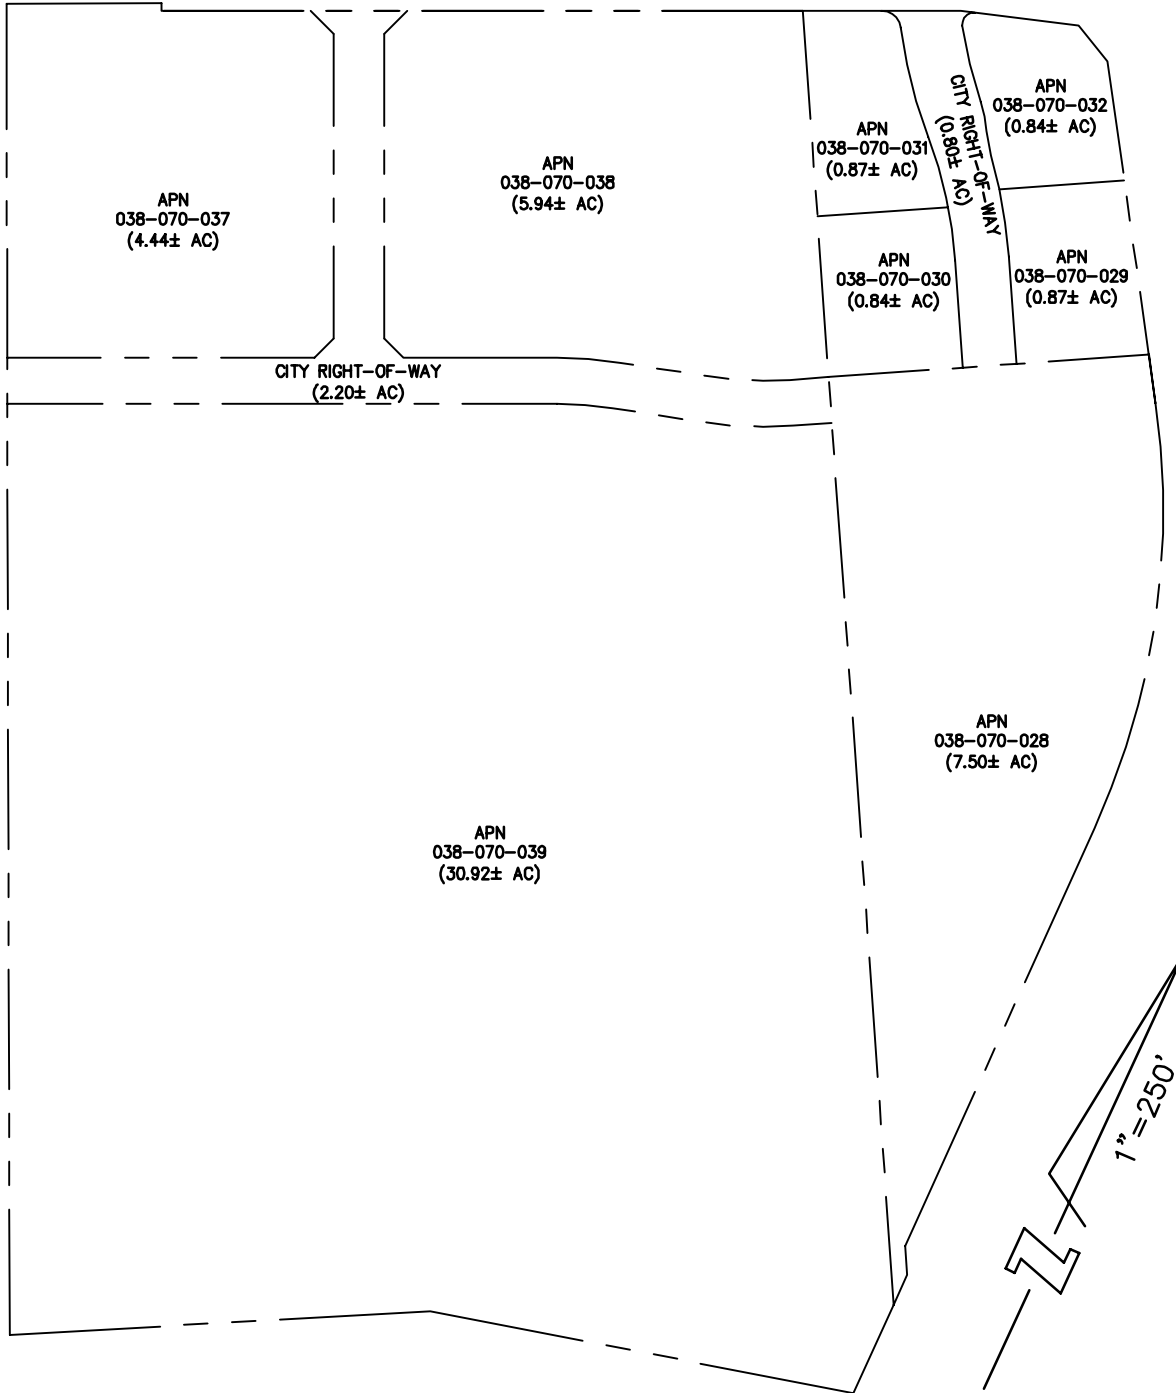 APN
038-070-032
(0.84± AC)
CITY RIGHT-OF-WAY
(0.80± AC)
APN
038-070-031
(0.87± AC)
APN
038-070-038
(5.94± AC)
APN
038-070-037
(4.44± AC)
APN
038-070-030
(0.84± AC)
APN
038-070-029
(0.87± AC)
CITY RIGHT-OF-WAY
(2.20± AC)
APN
038-070-028
(7.50± AC)
APN
038-070-039
(30.92± AC)
1"=250'
N